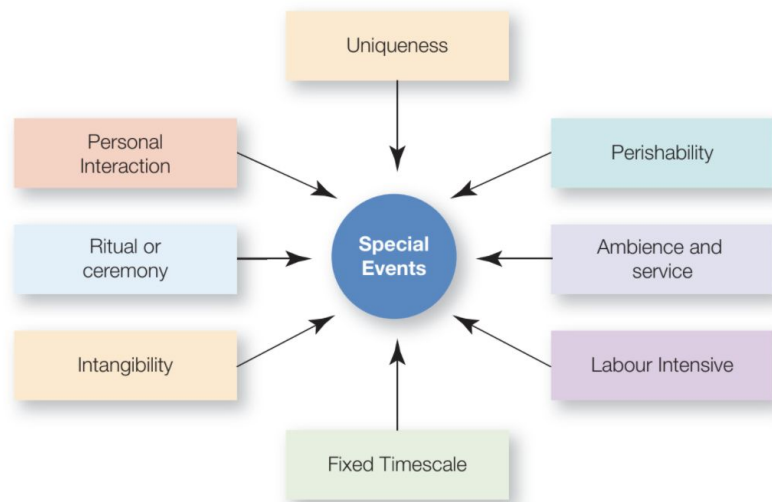 Uniqueness
Personal
Interaction
Perishability
Ritual or
ceremony
Special
Events
Ambience and
service
Intangibility
Labour Intensive
Fixed Timescale